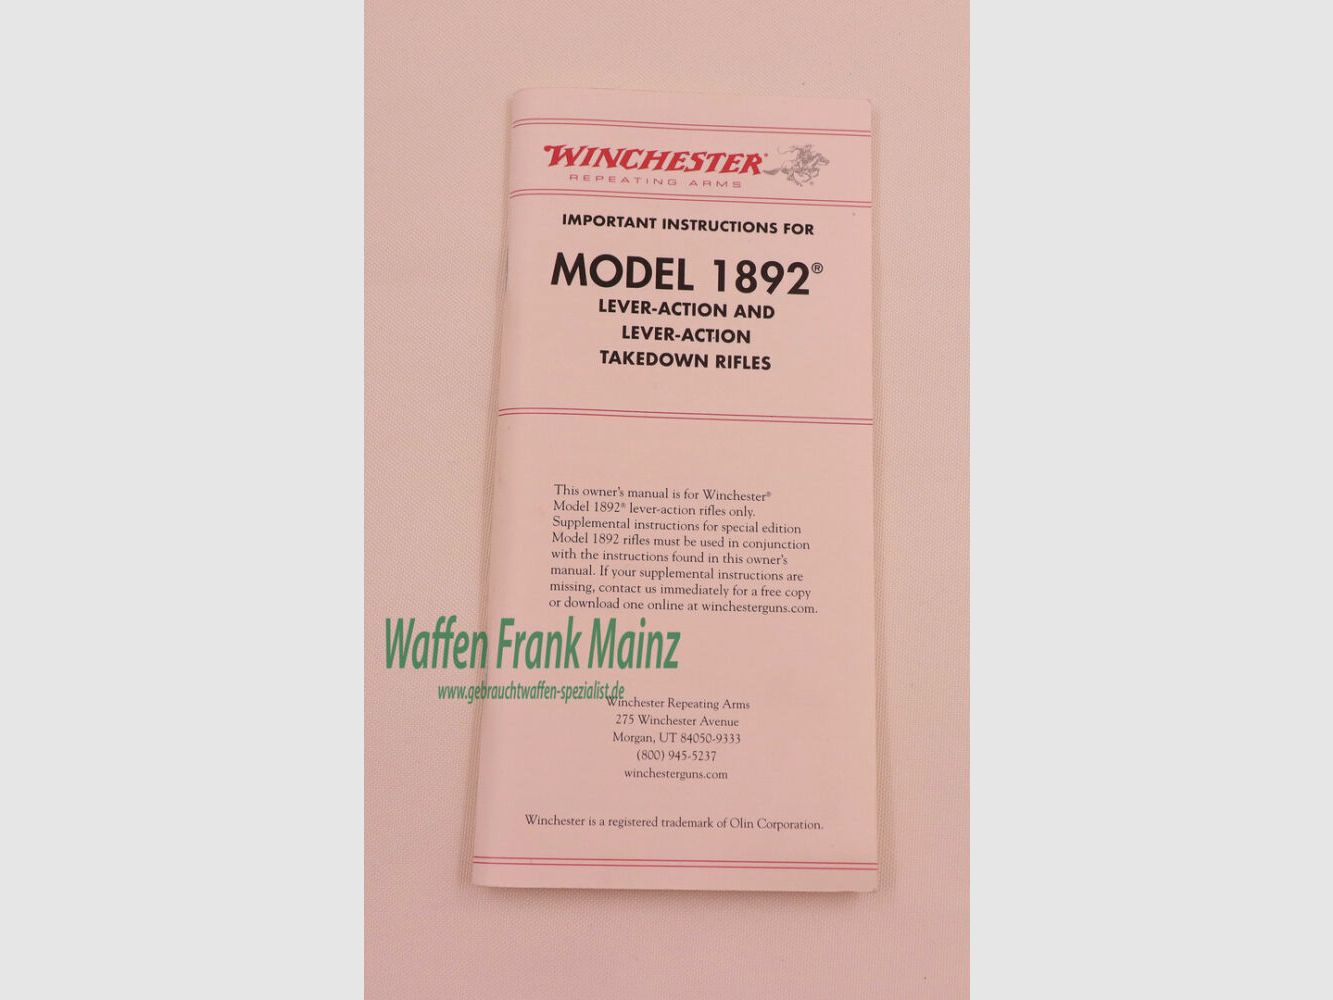 WINCHESTER®
REPEATING ARMS
IMPORTANT INSTRUCTIONS FOR
MODEL 1892®
LEVER-ACTION AND
LEVER-ACTION
TAKEDOWN RIFLES
This owner's manual is for Winchester®
Model 1892® lever-action rifles only.
Supplemental instructions for special edition
Model 1892 rifles must be used in conjunction
with the instructions found in this owner's
manual. If your supplemental instructions are
missing, contact us immediately for a free copy
or download one online at winchesterguns.com.
Waffen Frank Mainz
www.gebrauchtwaffen-spezialist.de
Winchester Repeating Arms
275 Winchester Avenue
Morgan, UT 84050-9333
(800) 945-5237
winchesterguns.com
Winchester is a registered trademark of Olin Corporation.